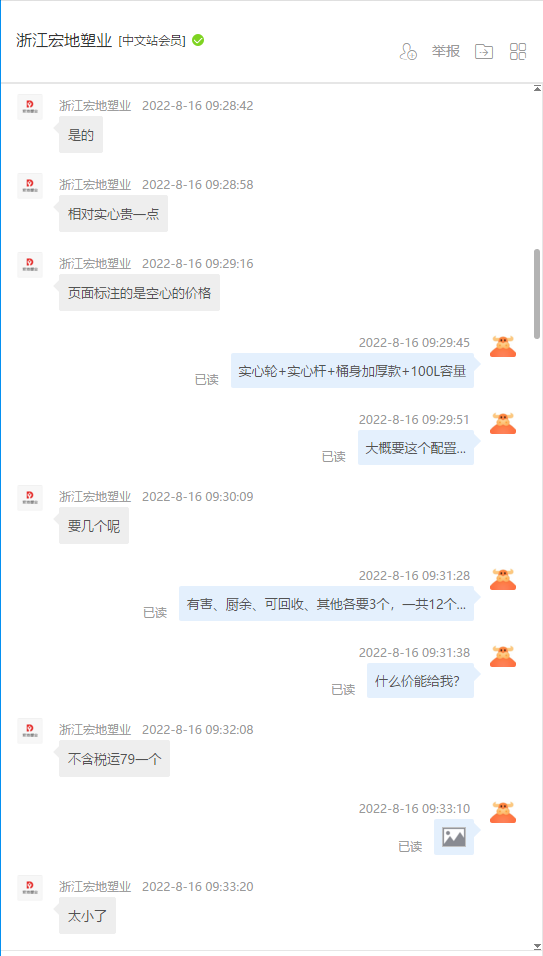 浙江宏地塑业 [中文站会员]
举报
浙江宏地塑业 2022-8-16 09:28:42
是的
浙江宏地塑业 2022-8-16 09:28:58
相对实心贵一点
浙江宏地塑业 2022-8-16 09:29:16
页面标注的是空心的价格
2022-8-16 09:29:45
已读 实心轮+实心杆+桶身加厚款+100L容量
2022-8-16 09:29:51
已读 大概要这个配置...
浙江宏地塑业 2022-8-16 09:30:09
要几个呢
2022-8-16 09:31:28
已读 有害、厨余、可回收、其他各要3个，一共12个...
2022-8-16 09:31:38
已读 什么价能给我?
浙江宏地塑业 2022-8-16 09:32:08
不含税运79一个
2022-8-16 09:33:10
已读
浙江宏地塑业 2022-8-16 09:33:20
太小了